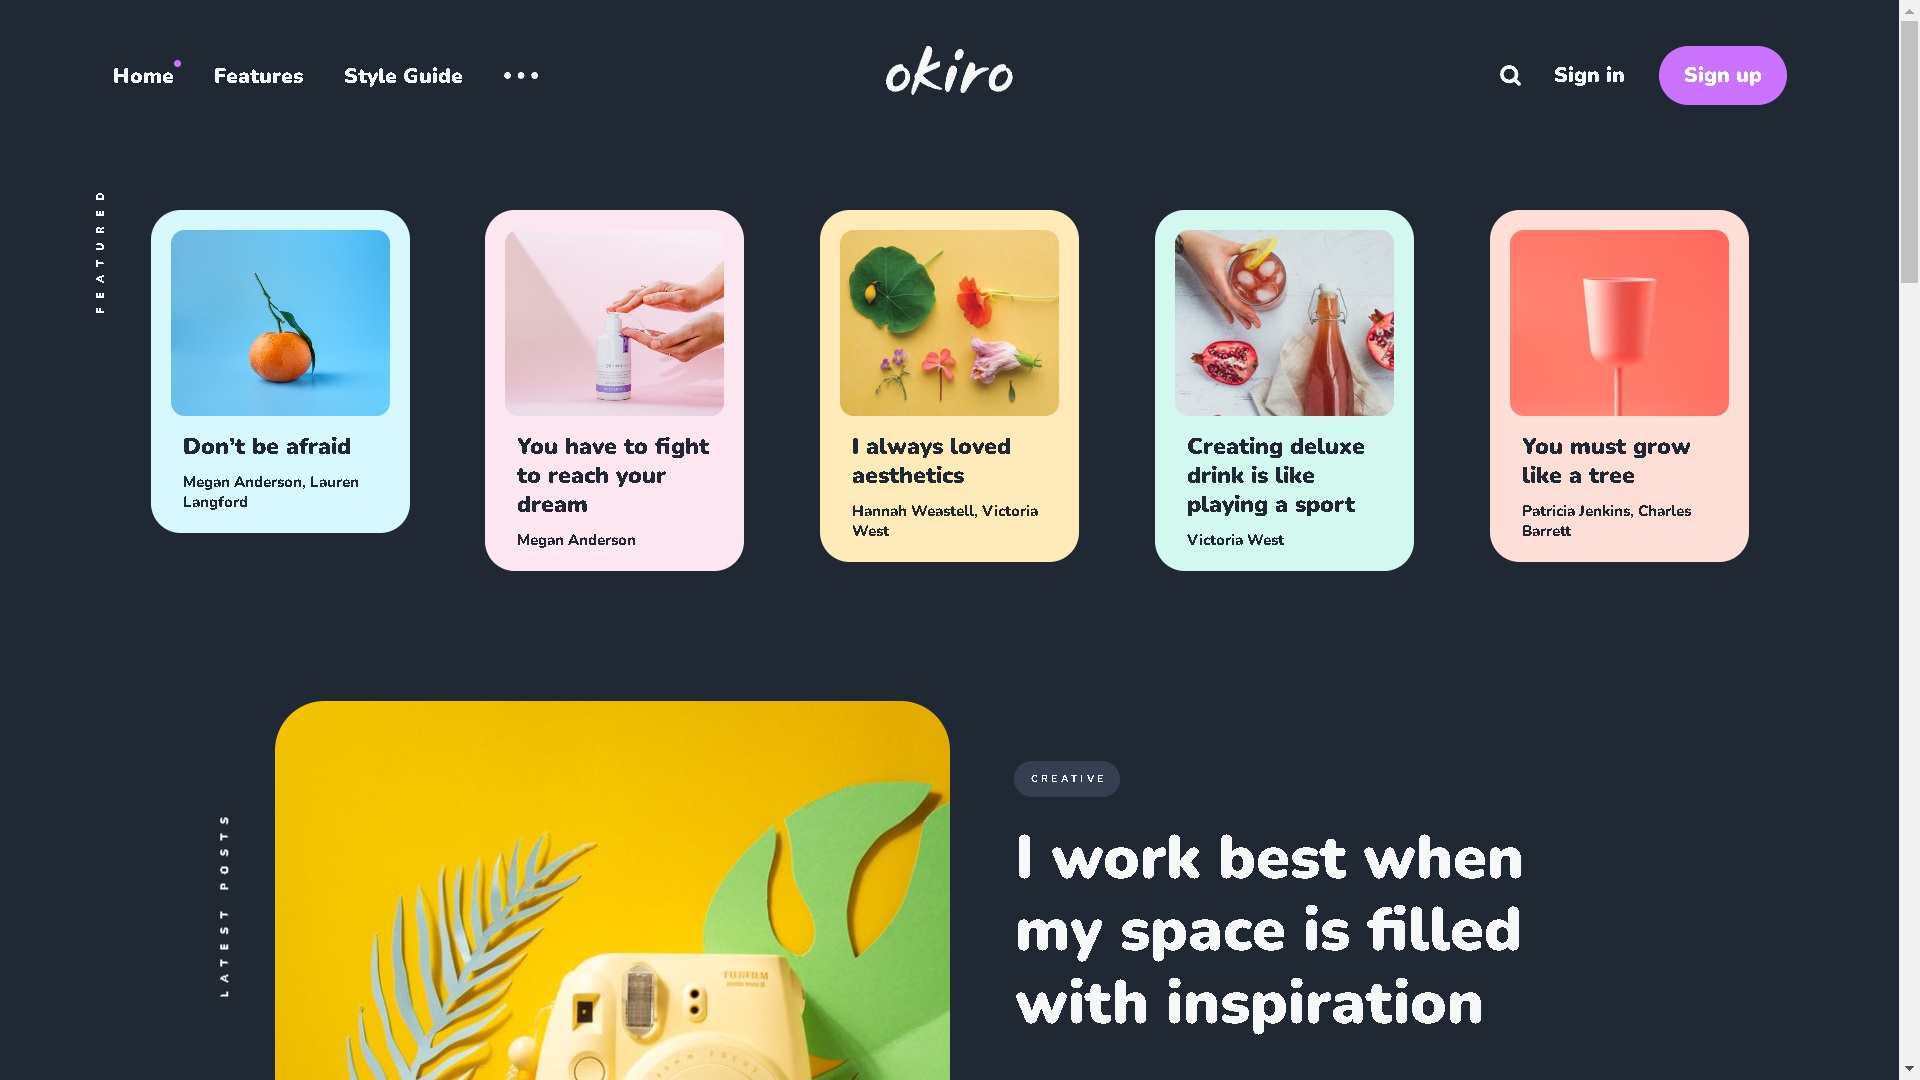 Home
Features
Style Guide
okiro
Sign in
Sign up
FEATURED
Don't be afraid
Megan Anderson, Lauren
Langford
You have to fight
to reach your
dream
Megan Anderson
I always loved
aesthetics
Hannah Weastell, Victoria
West
Creating deluxe
drink is like
playing a sport
Victoria West
You must grow
like a tree
Patricia Jenkins, Charles
Barrett
LATEST POSTS
FUJIFILM
CREATIVE
I work best when
my space is filled
with inspiration